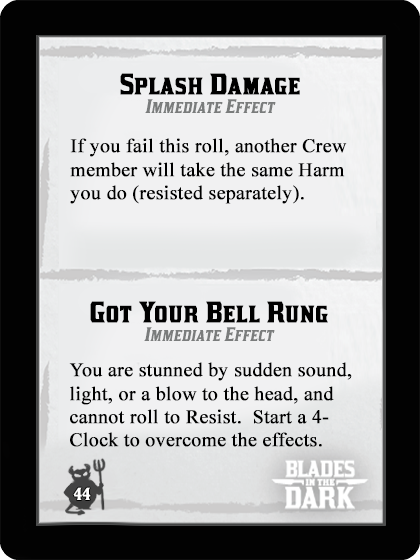 SPLASH DAMAGE
IMMEDIATE EFFECT
If you fail this roll, another Crew
member will take the same Harm
you do (resisted separately).
GOT YOUR BELL RUNG
IMMEDIATE EFFECT
You are stunned by sudden sound,
light, or a blow to the head, and
cannot roll to Resist.  Start a 4-
Clock to overcome the effects.
44
BLADES
IN THE
DARK